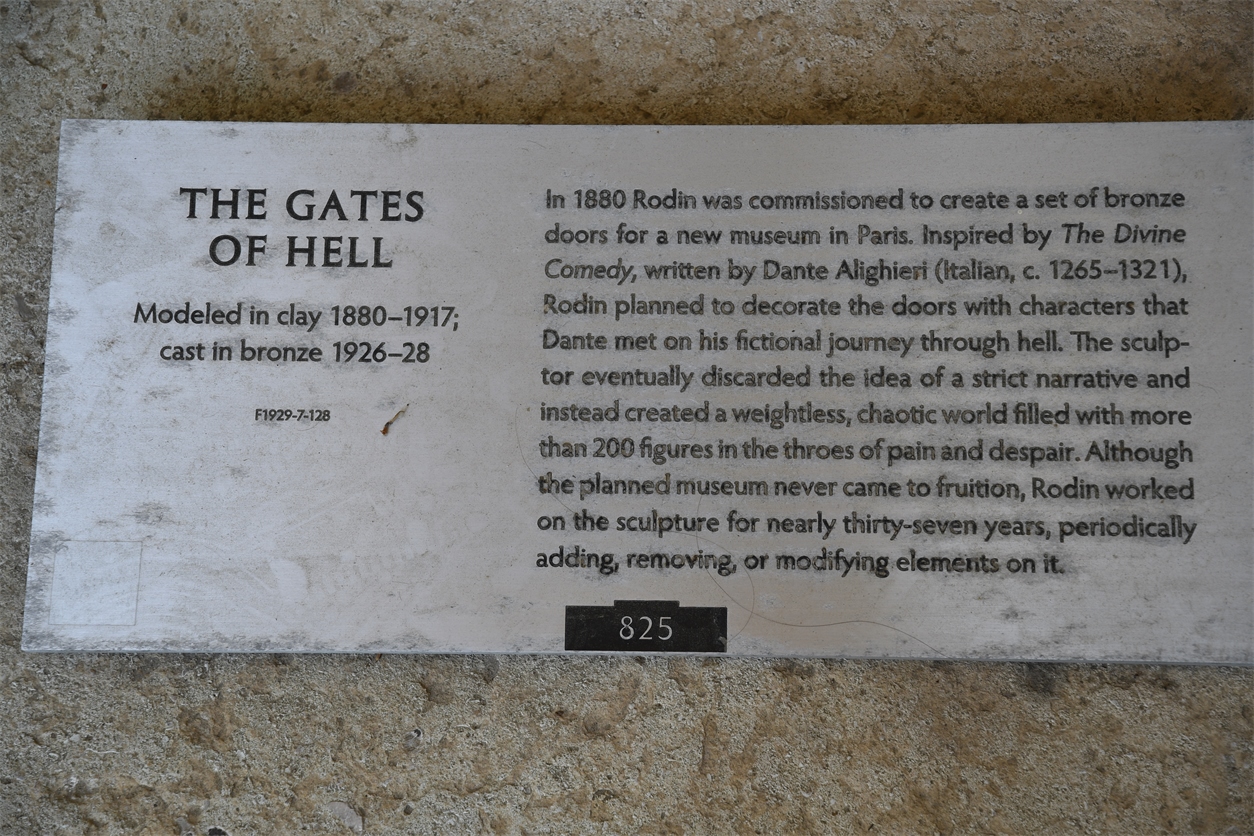 THE GATES
OF HELL
Modeled in clay 1880–1917;
cast in bronze 1926–28
F1929-7-128
In 1880 Rodin was commissioned to create a set of bronze
doors for a new museum in Paris. Inspired by The Divine
Comedy, written by Dante Alighieri (Italian, c. 1265–1321),
Rodin planned to decorate the doors with characters that
Dante met on his fictional journey through hell. The sculp-
tor eventually discarded the idea of a strict narrative and
instead created a weightless, chaotic world filled with more
than 200 figures in the throes of pain and despair. Although
the planned museum never came to fruition, Rodin worked
on the sculpture for nearly thirty-seven years, periodically
adding, removing, or modifying elements on it.
825